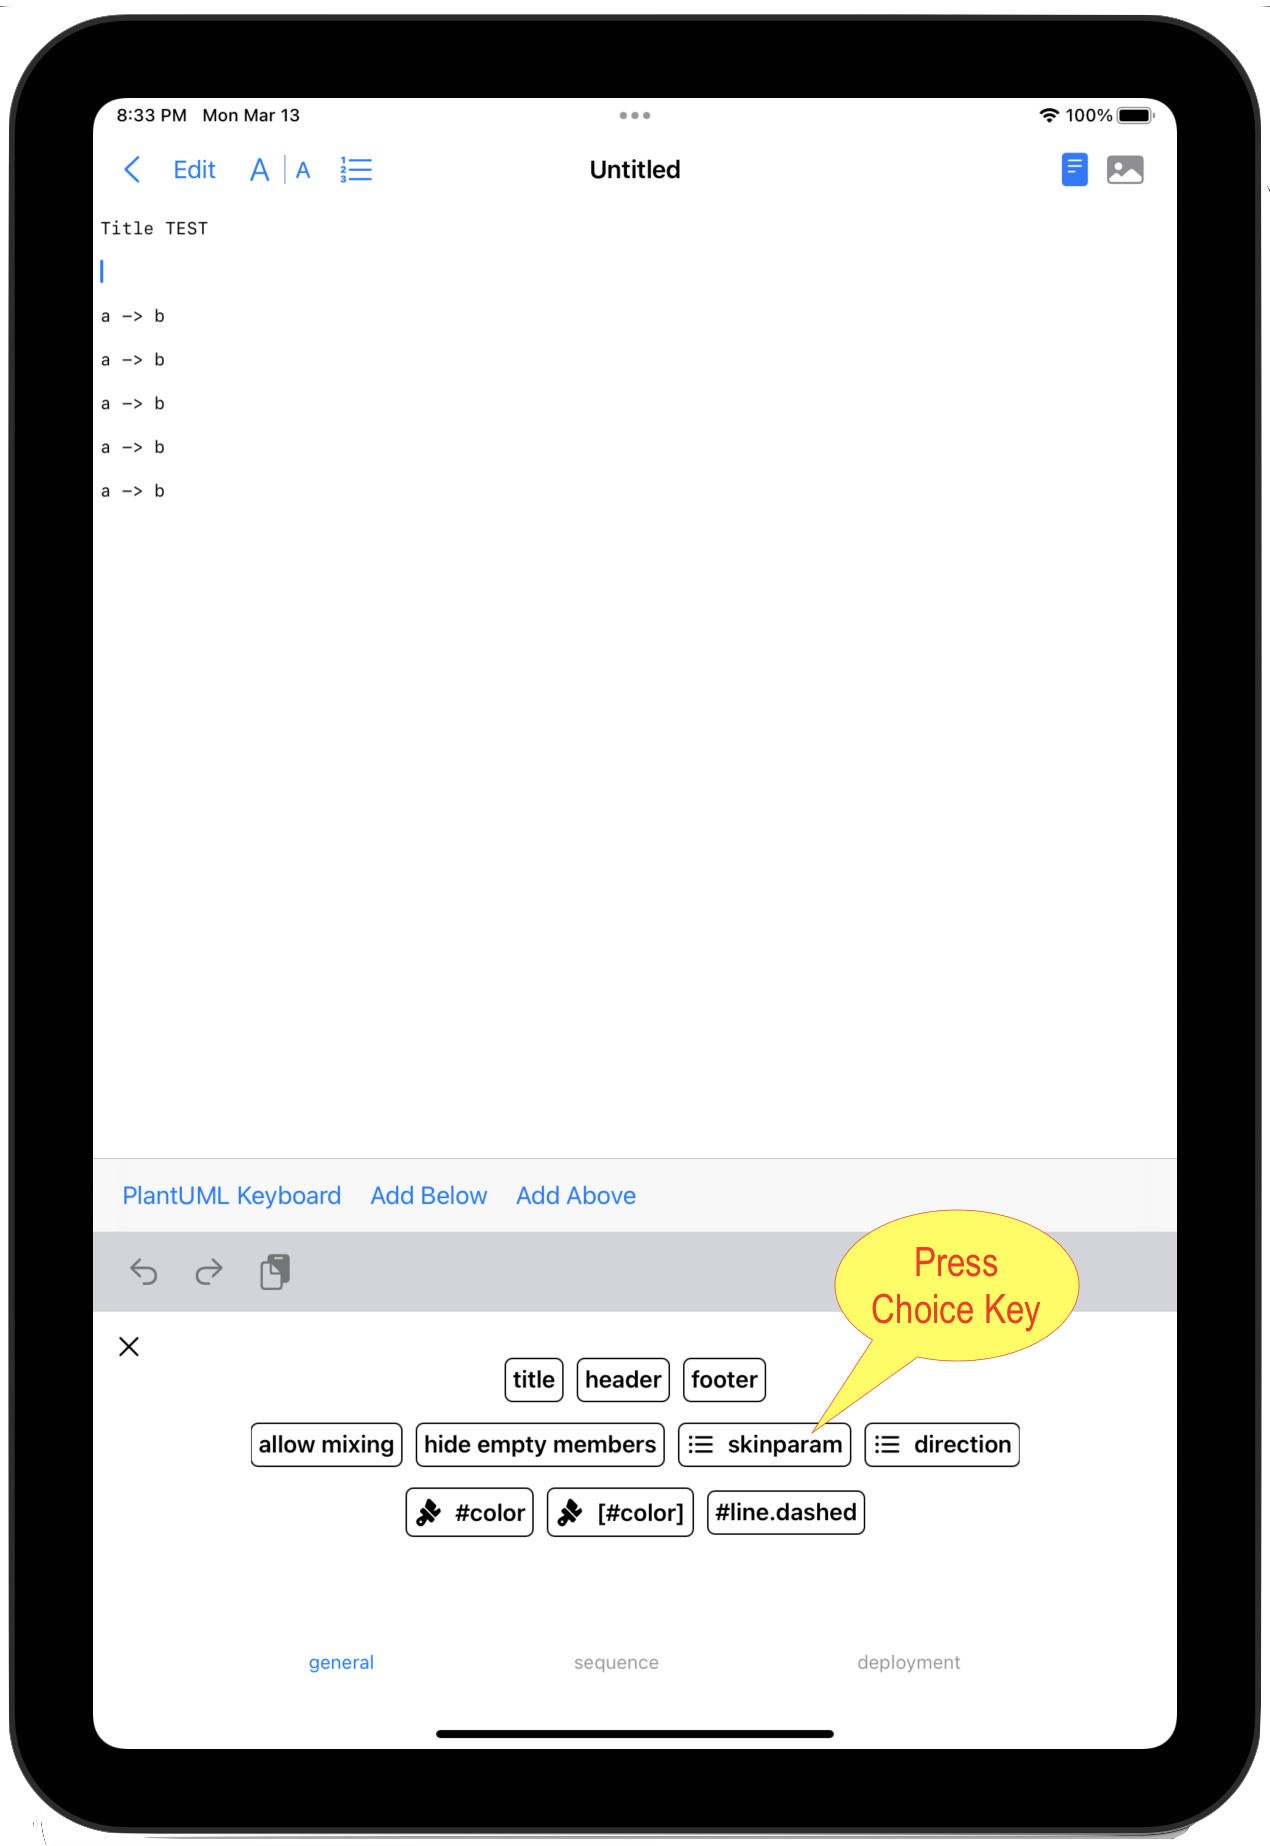 8:33 PM Mon Mar 13 100%
Edit A A Untitled
Title TEST
a -> b
a -> b
a -> b
a -> b
a -> b
PlantUML Keyboard Add Below Add Above
Press
Choice Key
title header footer
allow mixing hide empty members skinparam direction
#color [#color] #line.dashed
general sequence deployment